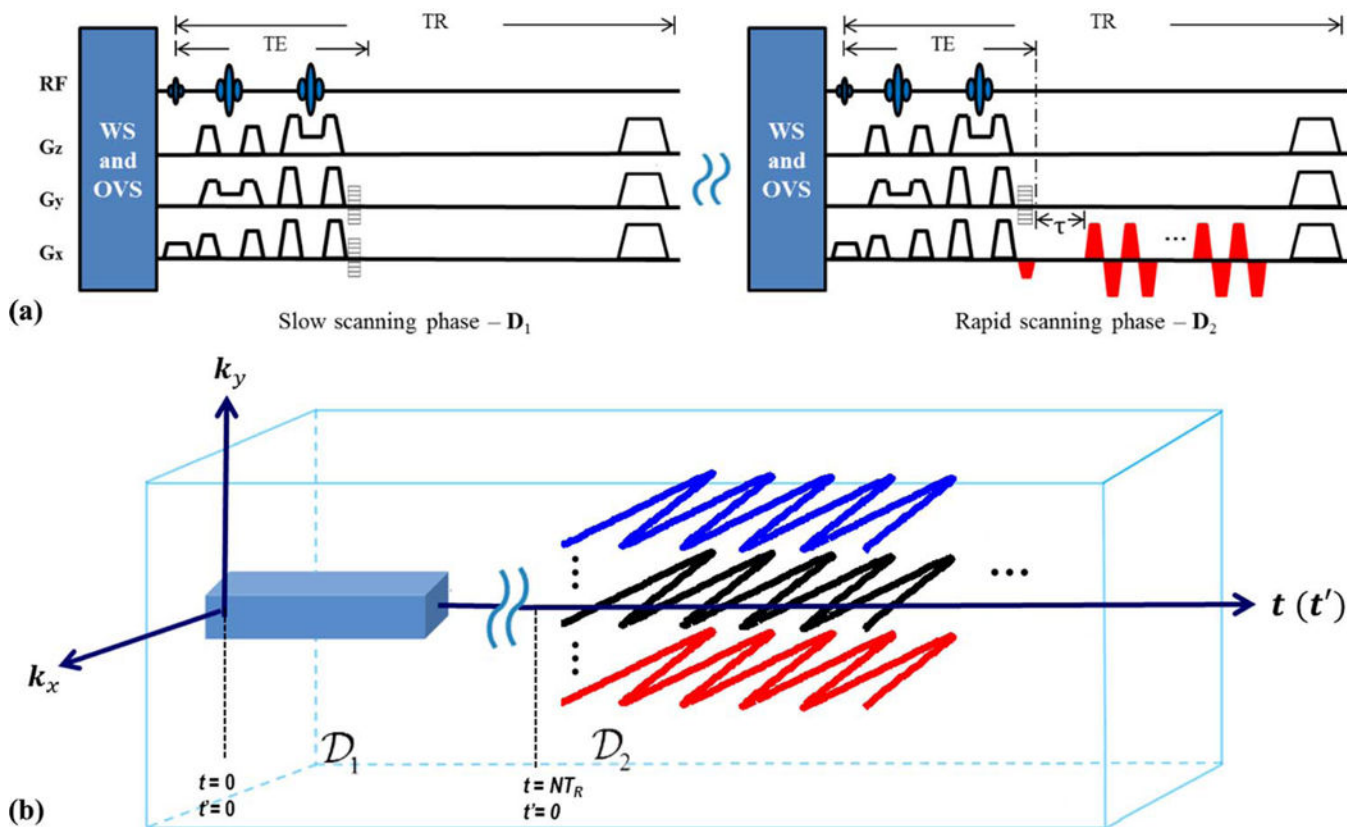 TR
TE
RF
WS
and
OVS
Gz
Gy
Gx
TR
TE
WS
and
OVS
τ
...
(a)
Slow scanning phase – D1
Rapid scanning phase – D2
ky
...
t (t')
kx
D1
D2
t = 0
t'= 0
t = NTR
t'= 0
(b)